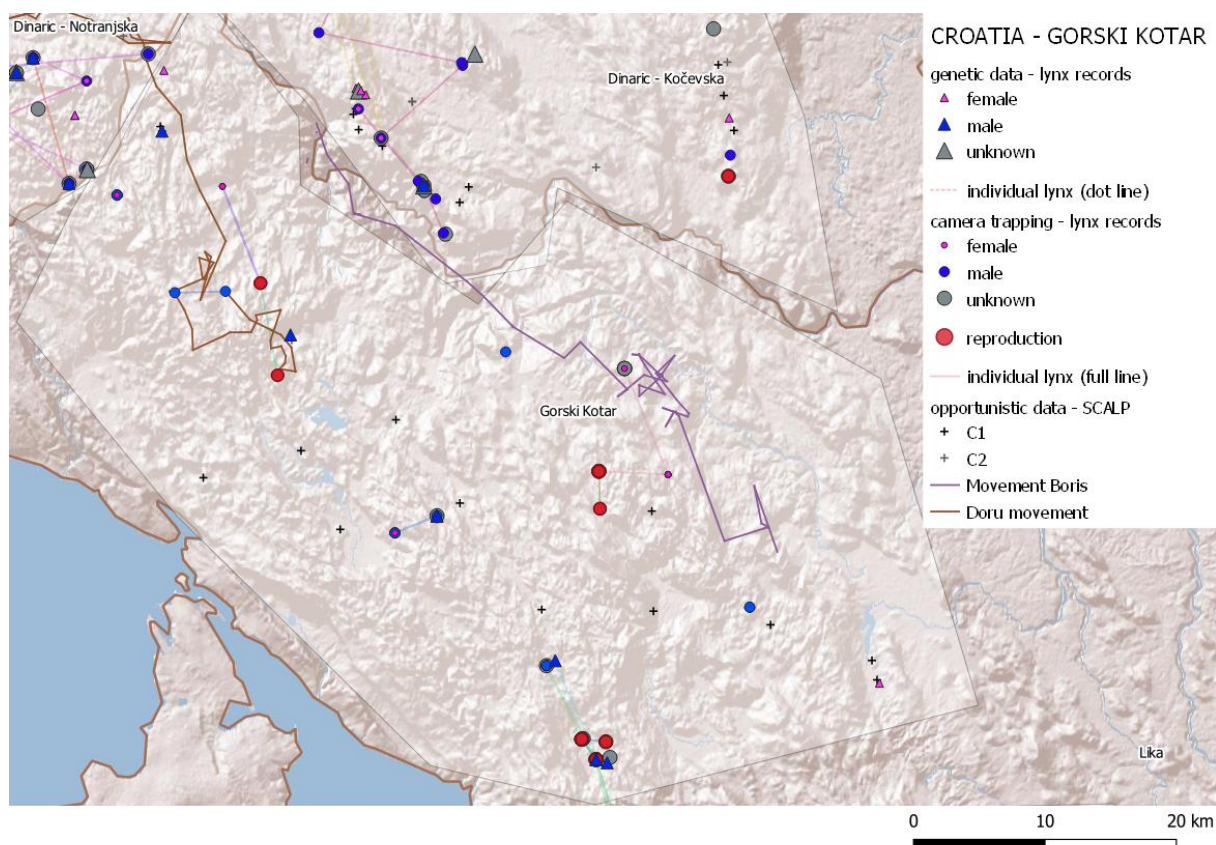 Dinaric - Notranjska
Dinaric - Kočevska
Gorski Kotar
Lika
CROATIA - GORSKI KOTAR
genetic data - lynx records
female
male
unknown
individual lynx (dot line)
camera trapping - lynx records
female
male
unknown
reproduction
individual lynx (full line)
opportunistic data - SCALP
C1
C2
Movement Boris
Doru movement
0 10 20 km